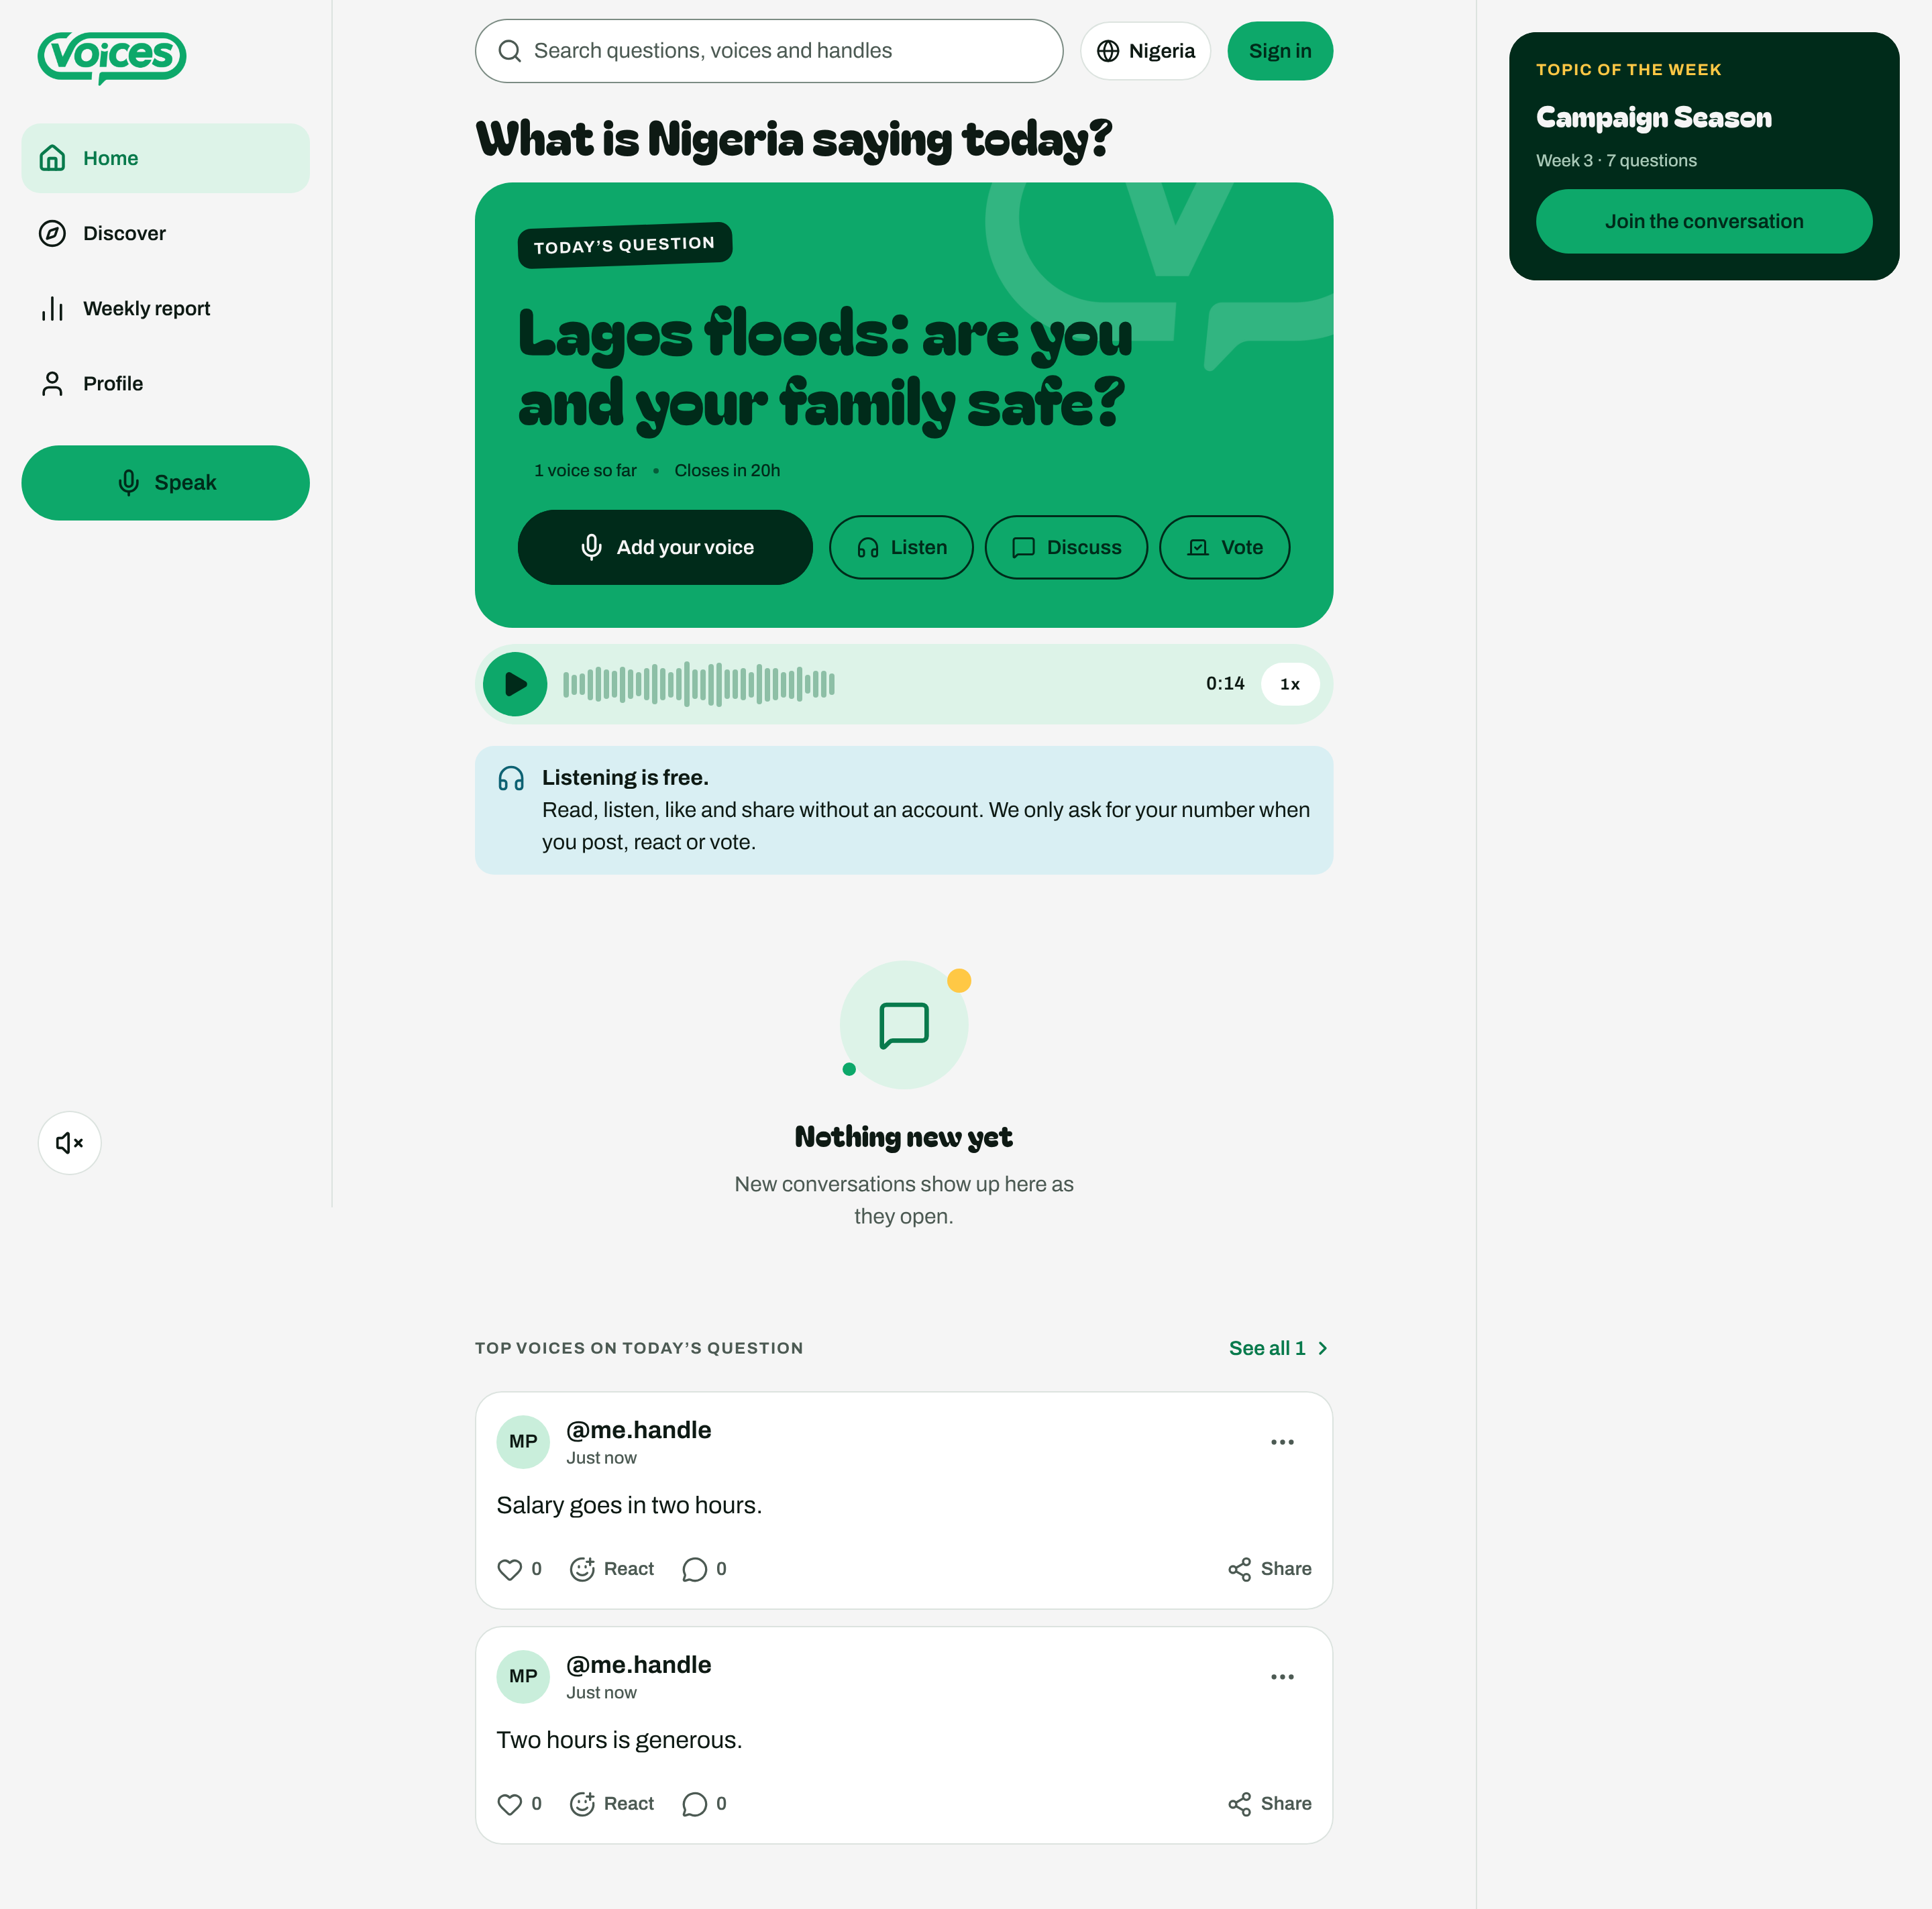 voices
Home
Discover
Weekly report
Profile
Speak
Search questions, voices and handles
Nigeria
Sign in
What is Nigeria saying today?
TODAY’S QUESTION
Lagos floods: are you
and your family safe?
1 voice so far • Closes in 20h
Add your voice
Listen
Discuss
Vote
0:14
1x
Listening is free.
Read, listen, like and share without an account. We only ask for your number when
you post, react or vote.
Nothing new yet
New conversations show up here as
they open.
TOP VOICES ON TODAY’S QUESTION
See all 1
MP
@me.handle
Just now
Salary goes in two hours.
0
React
0
Share
MP
@me.handle
Just now
Two hours is generous.
0
React
0
Share
TOPIC OF THE WEEK
Campaign Season
Week 3 · 7 questions
Join the conversation